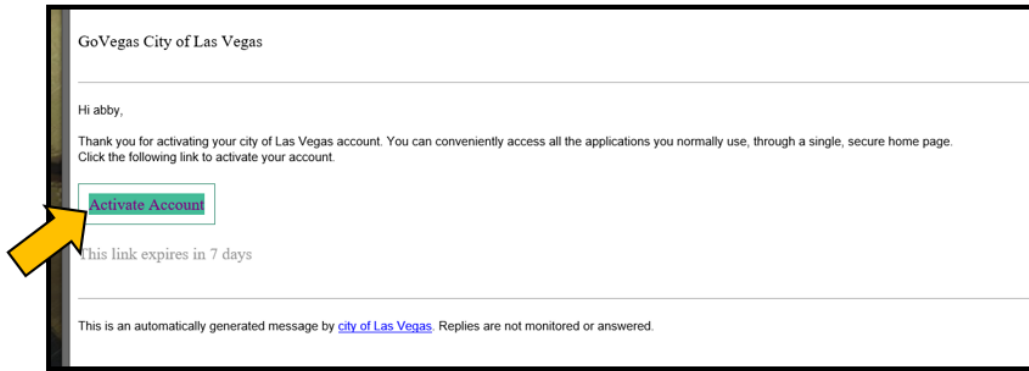 GoVegas City of Las Vegas
Hi abby,
Thank you for activating your city of Las Vegas account. You can conveniently access all the applications you normally use, through a single, secure home page.
Click the following link to activate your account.
Activate Account
This link expires in 7 days
This is an automatically generated message by city of Las Vegas. Replies are not monitored or answered.